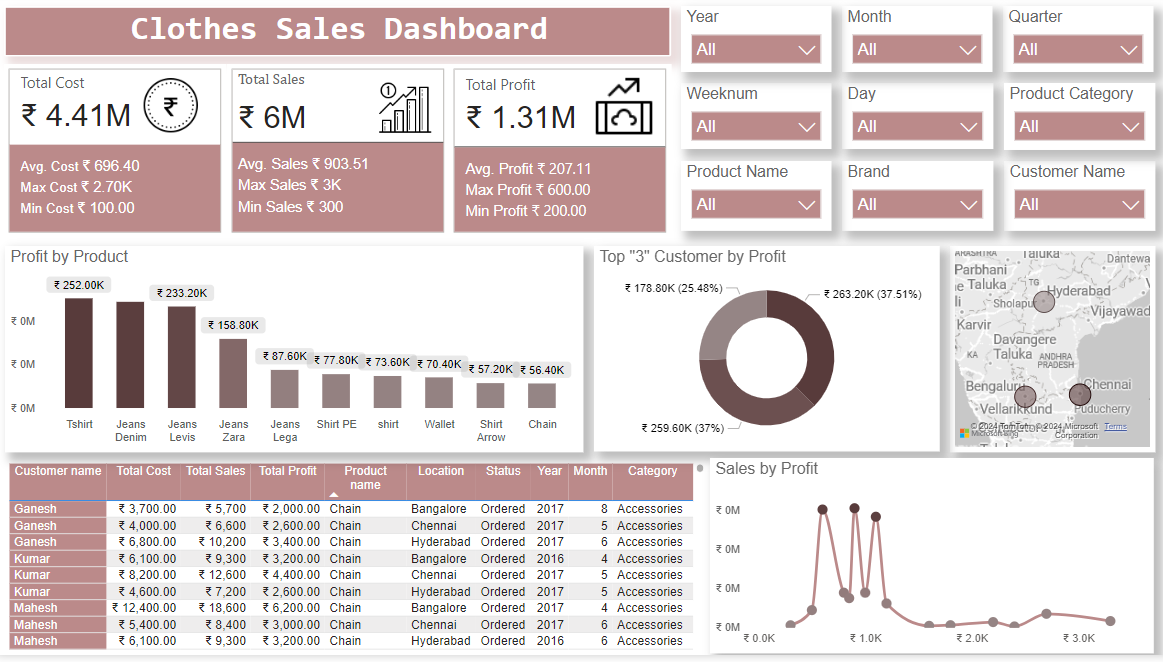 Clothes Sales Dashboard
Total Cost
₹ 4.41M
₹
Avg. Cost ₹ 696.40
Max Cost ₹ 2.70K
Min Cost ₹ 100.00
Total Sales
₹ 6M
1
Avg. Sales ₹ 903.51
Max Sales ₹ 3K
Min Sales ₹ 300
Total Profit
₹ 1.31M
Avg. Profit ₹ 207.11
Max Profit ₹ 600.00
Min Profit ₹ 200.00
Year
All
Month
All
Quarter
All
Weeknum
All
Day
All
Product Category
All
Product Name
All
Brand
All
Customer Name
All
Profit by Product
₹ 252.00K
₹ 233.20K
₹ 158.80K
₹ 87.60K
₹ 77.80K
₹ 73.60K
₹ 70.40K
₹ 57.20K
₹ 56.40K
₹ 0M
₹ 0M
₹ 0M
Tshirt
Jeans
Denim
Jeans
Levis
Jeans
Zara
Jeans
Lega
Shirt PE
shirt
Wallet
Shirt
Arrow
Chain
Top "3" Customer by Profit
₹ 178.80K (25.48%)
₹ 263.20K (37.51%)
₹ 259.60K (37%)
Taluka
Dantewa
Parbhani
Taluka
TG
Hyderabad
Sholapu
Vijayawad
Karvir
Davangere
KA
Taluka
ANDHRA
PRADESH
Bengaluru
Chennai
Vellarikkund
Puducherry
© 2024 TomTom, © 2024 Microsoft
Corporation
Terms
Microsoft Bing
Customer name Total Cost Total Sales Total Profit Product name Location Status Year Month Category
Ganesh ₹ 3,700.00 ₹ 5,700 ₹ 2,000.00 Chain Bangalore Ordered 2017 8 Accessories
Ganesh ₹ 4,000.00 ₹ 6,600 ₹ 2,600.00 Chain Chennai Ordered 2017 5 Accessories
Ganesh ₹ 6,800.00 ₹ 10,200 ₹ 3,400.00 Chain Hyderabad Ordered 2017 6 Accessories
Kumar ₹ 6,100.00 ₹ 9,300 ₹ 3,200.00 Chain Bangalore Ordered 2016 4 Accessories
Kumar ₹ 8,200.00 ₹ 12,600 ₹ 4,400.00 Chain Chennai Ordered 2017 5 Accessories
Kumar ₹ 4,600.00 ₹ 7,200 ₹ 2,600.00 Chain Hyderabad Ordered 2017 5 Accessories
Mahesh ₹ 12,400.00 ₹ 18,600 ₹ 6,200.00 Chain Bangalore Ordered 2017 4 Accessories
Mahesh ₹ 5,400.00 ₹ 8,400 ₹ 3,000.00 Chain Chennai Ordered 2017 6 Accessories
Mahesh ₹ 6,100.00 ₹ 9,300 ₹ 3,200.00 Chain Hyderabad Ordered 2016 6 Accessories
Sales by Profit
₹ 0M
₹ 0M
₹ 0M
₹ 0M
₹ 0.0K
₹ 1.0K
₹ 2.0K
₹ 3.0K